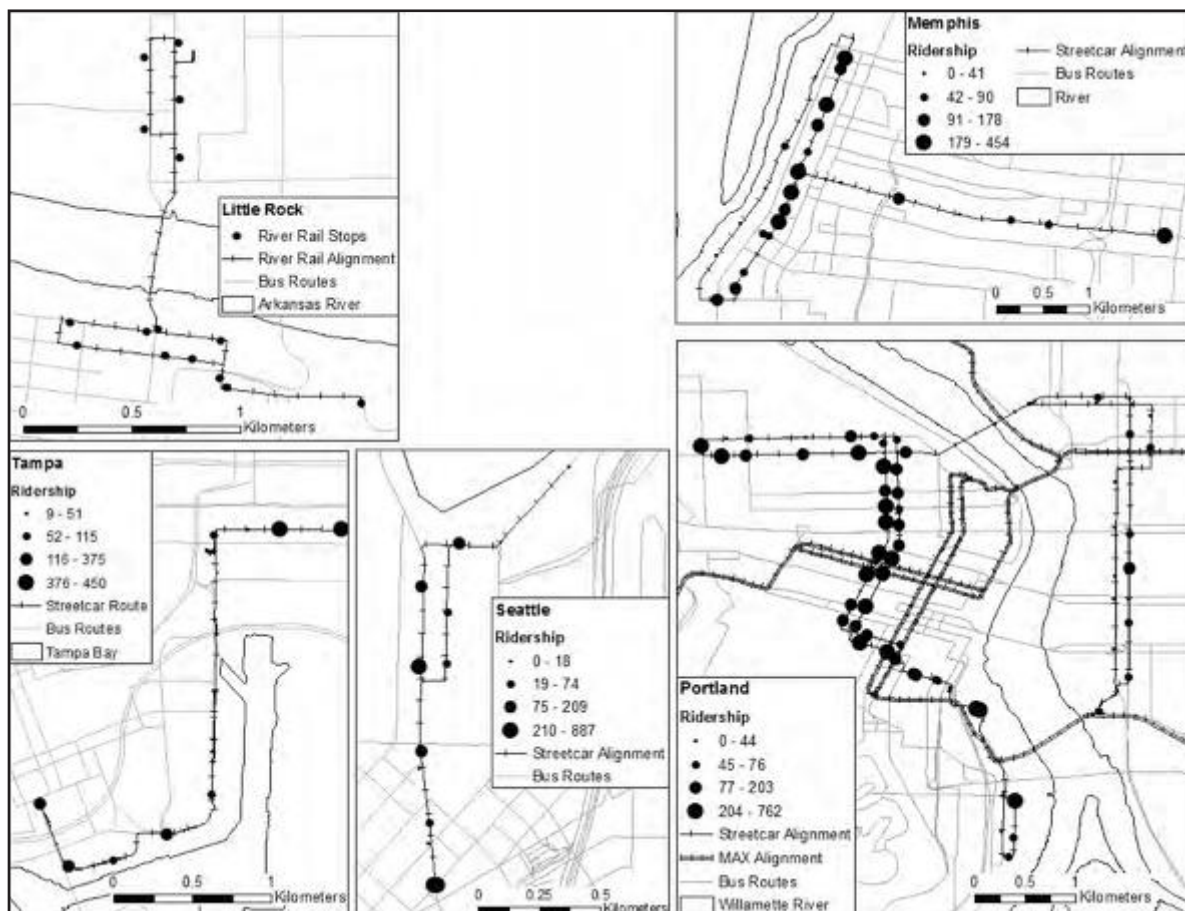 Little Rock
River Rail Stops
River Rail Alignment
Bus Routes
Arkansas River
0 0.5 1
Kilometers
Memphis
Ridership
0 - 41
42 - 90
91 - 178
179 - 454
Streetcar Alignment
Bus Routes
River
0 0.5 1
Kilometers
Tampa
Ridership
9 - 51
52 - 115
116 - 375
376 - 450
Streetcar Route
Bus Routes
Tampa Bay
0 0.5 1
Kilometers
Seattle
Ridership
0 - 18
19 - 74
75 - 209
210 - 887
Streetcar Alignment
Bus Routes
0 0.25 0.5
Kilometers
Portland
Ridership
0 - 44
45 - 76
77 - 203
204 - 762
Streetcar Alignment
MAX Alignment
Bus Routes
Willamette River
0 0.5 1
Kilometers